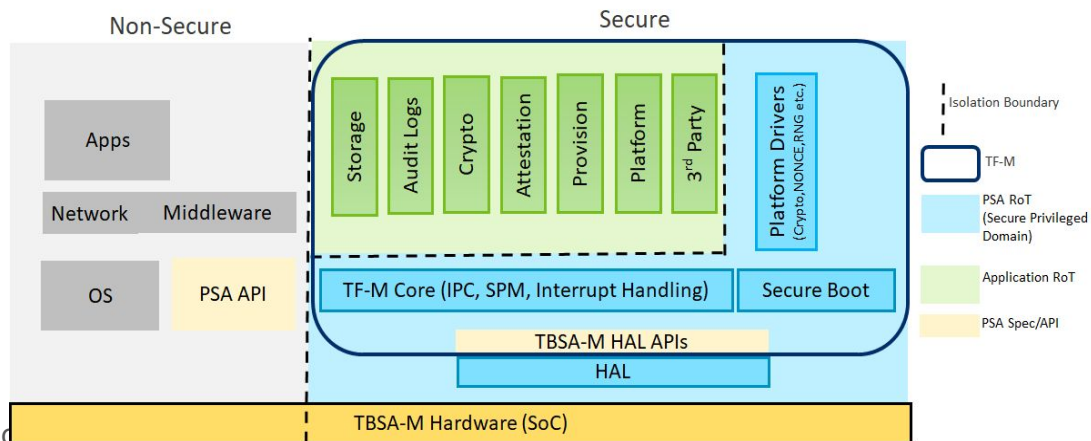 Non-Secure
Secure
Apps
Network
Middleware
OS
PSA API
Storage
Audit Logs
Crypto
Attestation
Provision
Platform
3rd Party
Platform Drivers
(Crypto,NONCE,RNG etc.)
TF-M Core (IPC, SPM, Interrupt Handling)
Secure Boot
TBSA-M HAL APIs
HAL
TBSA-M Hardware (SoC)
Isolation Boundary
TF-M
PSA RoT
(Secure Privileged
Domain)
Application RoT
PSA Spec/API